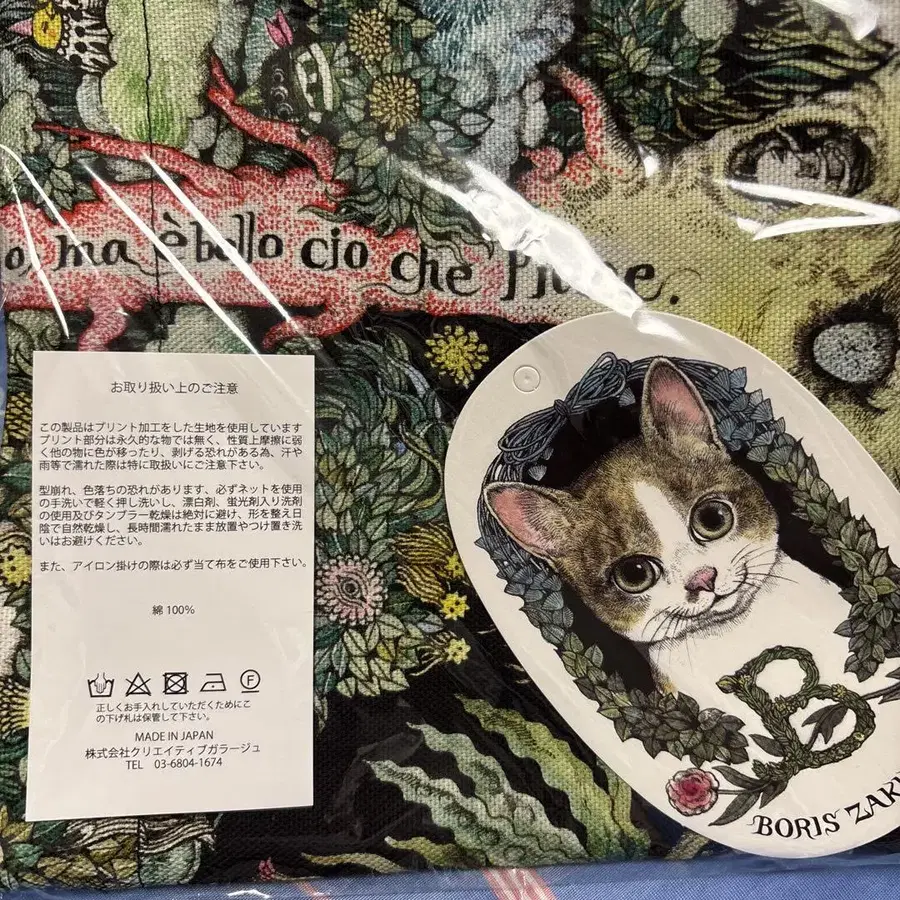 o, ma è bello cio che piace.
お取り扱い上のご注意
この製品はプリント加工をした生地を使用しています
プリント部分は永久的な物では無く、性質上摩擦に弱
く他の物に色が移ったり、剥げる恐れがある為、汗や
雨等で濡れた際は特に取扱いにご注意下さい。
型崩れ、色落ちの恐れがあります、必ずネットを使用
の手洗いで軽く押し洗いし、漂白剤、蛍光剤入り洗剤
の使用及びタンブラー乾燥は絶対に避け、形を整え日
陰で自然乾燥し、長時間濡れたまま放置やつけ置き洗
いはお避けください。
また、アイロン掛けの際は必ず当て布をご使用下さい。
綿 100%
F
正しくお手入れしていただくためにこ
の下げ札は保管して下さい。
MADE IN JAPAN
株式会社クリエイティブガラージュ
TEL 03-6804-1674
B
BORIS ZAK